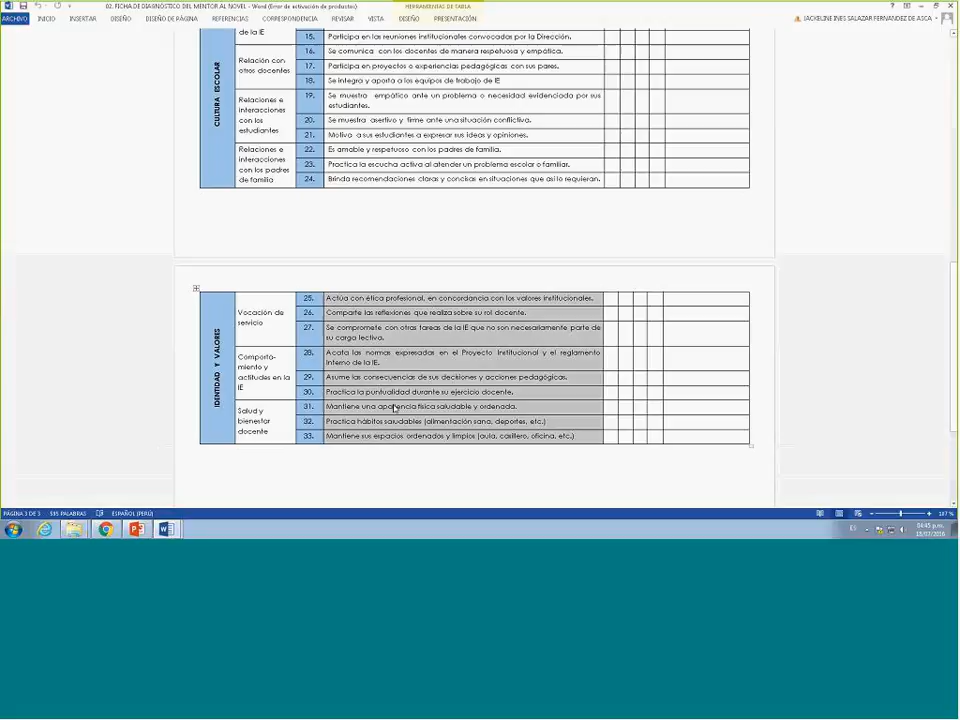 02. FICHA DE DIAGNÓSTICO DEL MENTOR AL NOVEL - Word (Error de activación de productos)
HERRAMIENTAS DE TABLA
ARCHIVO INICIO INSERTAR DISEÑO DISEÑO DE PÁGINA REFERENCIAS CORRESPONDENCIA REVISAR VISTA DISEÑO PRESENTACIÓN
JACKELINE INES SALAZAR FERNANDEZ DE ASCA
CULTURA ESCOLAR
de la IE
15. Participa en las reuniones institucionales convocadas por la Dirección.
Relación con
otros docentes
16. Se comunica con los docentes de manera respetuosa y empática.
17. Participa en proyectos o experiencias pedagógicas con sus pares.
18. Se integra y aporta a los equipos de trabajo de IE
Relaciones e
interacciones
con los
estudiantes
19. Se muestra empático ante un problema o necesidad evidenciada por sus
estudiantes.
20. Se muestra asertivo y firme ante una situación conflictiva.
21. Motiva a sus estudiantes a expresar sus ideas y opiniones.
Relaciones e
interacciones
con los padres
de familia
22. Es amable y respetuoso con los padres de familia.
23. Practica la escucha activa al atender un problema escolar o familiar.
24. Brinda recomendaciones claras y concisas en situaciones que así lo requieran.
IDENTIDAD Y VALORES
Vocación de
servicio
25. Actúa con ética profesional, en concordancia con los valores institucionales.
26. Comparte las reflexiones que realiza sobre su rol docente.
27. Se compromete con otras tareas de la IE que no son necesariamente parte de
su carga lectiva.
Comporta-
miento y
actitudes en la
IE
28. Acata las normas expresadas en el Proyecto Institucional y el reglamento
Interno de la IE.
29. Asume las consecuencias de sus decisiones y acciones pedagógicas.
30. Practica la puntualidad durante su ejercicio docente.
Salud y
bienestar
docente
31. Mantiene una apariencia física saludable y ordenada.
32. Practica hábitos saludables (alimentación sana, deportes, etc.)
33. Mantiene sus espacios ordenados y limpios (aula, casillero, oficina, etc.)
PÁGINA 3 DE 3 515 PALABRAS ESPAÑOL (PERÚ)
167 %
ES
04:45 p.m.
18/07/2016